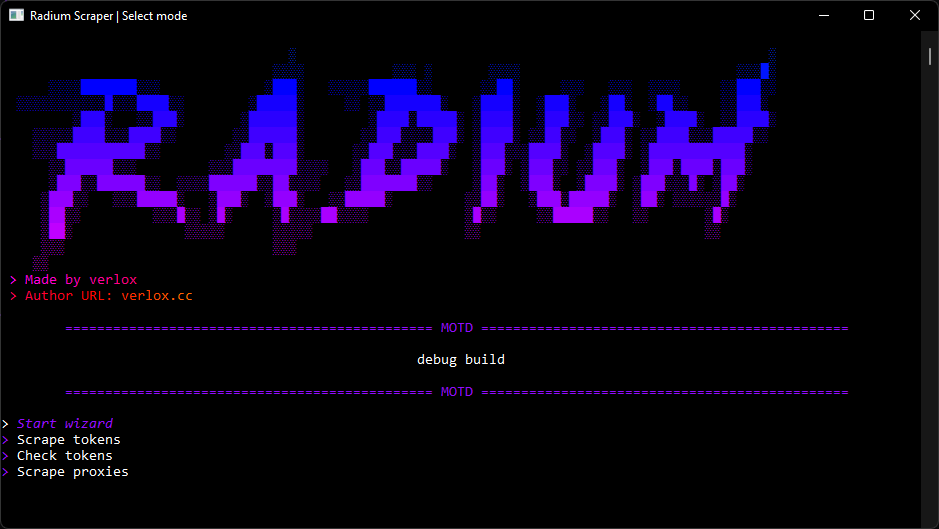 Radium Scraper | Select mode
RADIUM
> Made by verlox
> Author URL: verlox.cc
============================================== MOTD ==============================================
debug build
============================================== MOTD ==============================================
> Start wizard
> Scrape tokens
> Check tokens
> Scrape proxies